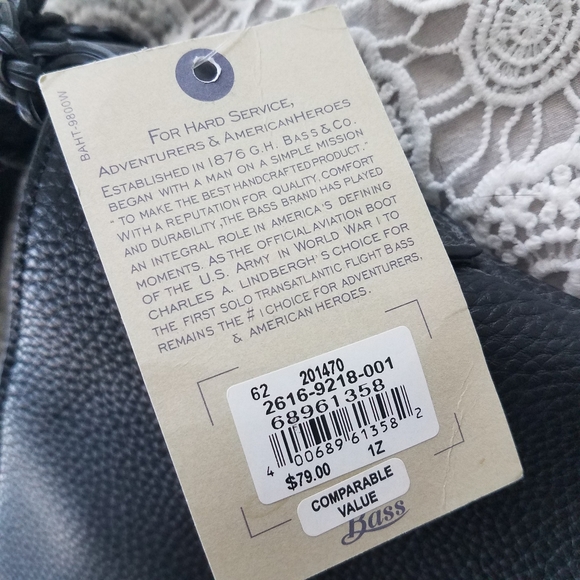 BAHT-9800W
FOR HARD SERVICE,
ADVENTURERS & AMERICAN HEROES
ESTABLISHED IN 1876 G.H. BASS & CO.
BEGAN WITH A MAN ON A SIMPLE MISSION
"TO MAKE THE BEST HANDCRAFTED PRODUCT."
WITH A REPUTATION FOR QUALITY, COMFORT
AND DURABILITY, THE BASS BRAND HAS PLAYED
AN INTEGRAL ROLE IN AMERICA'S DEFINING
MOMENTS. AS THE OFFICIAL AVIATION BOOT
OF THE U.S. ARMY IN WORLD WAR I TO
CHARLES A. LINDBERGH'S CHOICE FOR
THE FIRST SOLO TRANSATLANTIC FLIGHT BASS
REMAINS THE #1 CHOICE FOR ADVENTURERS,
& AMERICAN HEROES.
62 201470
2616-9218-001
68961358
4 00689 61358 2
$79.00 1Z
COMPARABLE
VALUE
Bass